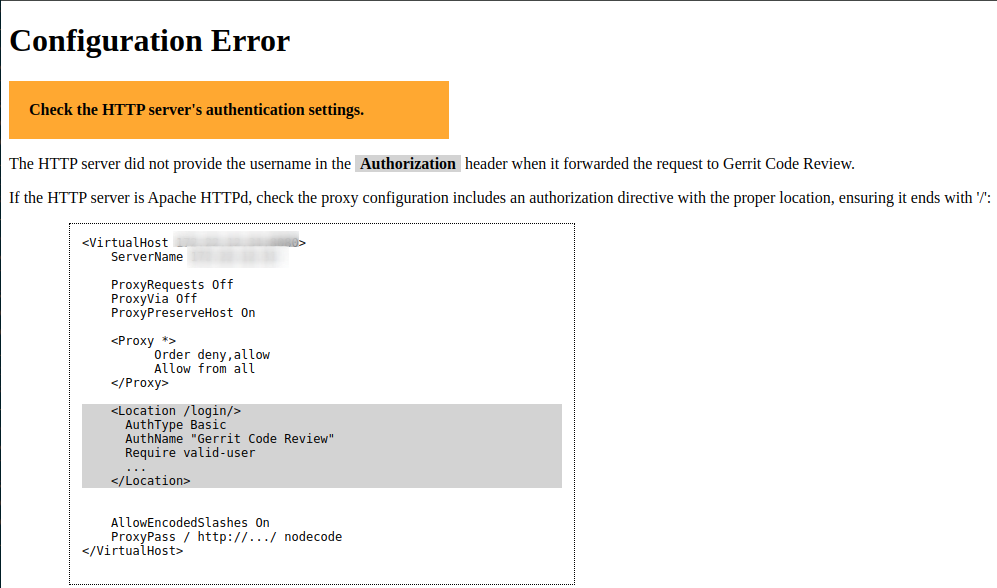 Configuration Error
Check the HTTP server's authentication settings.
The HTTP server did not provide the username in the Authorization header when it forwarded the request to Gerrit Code Review.
If the HTTP server is Apache HTTPd, check the proxy configuration includes an authorization directive with the proper location, ensuring it ends with '/':
<VirtualHost >
ServerName
ProxyRequests Off
ProxyVia Off
ProxyPreserveHost On
<Proxy *>
Order deny,allow
Allow from all
</Proxy>
<Location /login/>
AuthType Basic
AuthName "Gerrit Code Review"
Require valid-user
...
</Location>
AllowEncodedSlashes On
ProxyPass / http://.../ nodecode
</VirtualHost>